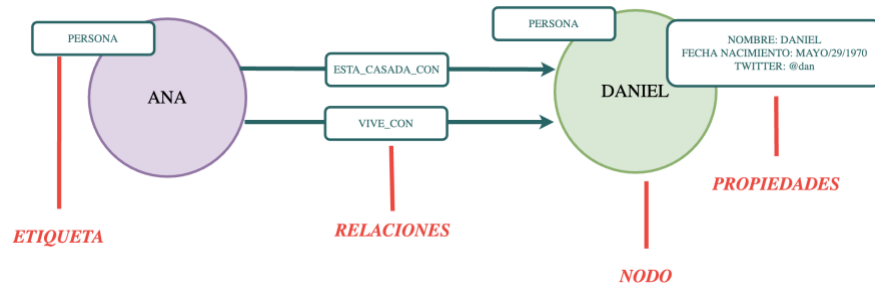 PERSONA
ANA
ESTA_CASADA_CON
VIVE_CON
PERSONA
DANIEL
NOMBRE: DANIEL
FECHA NACIMIENTO: MAYO/29/1970
TWITTER: @dan
ETIQUETA
RELACIONES
NODO
PROPIEDADES